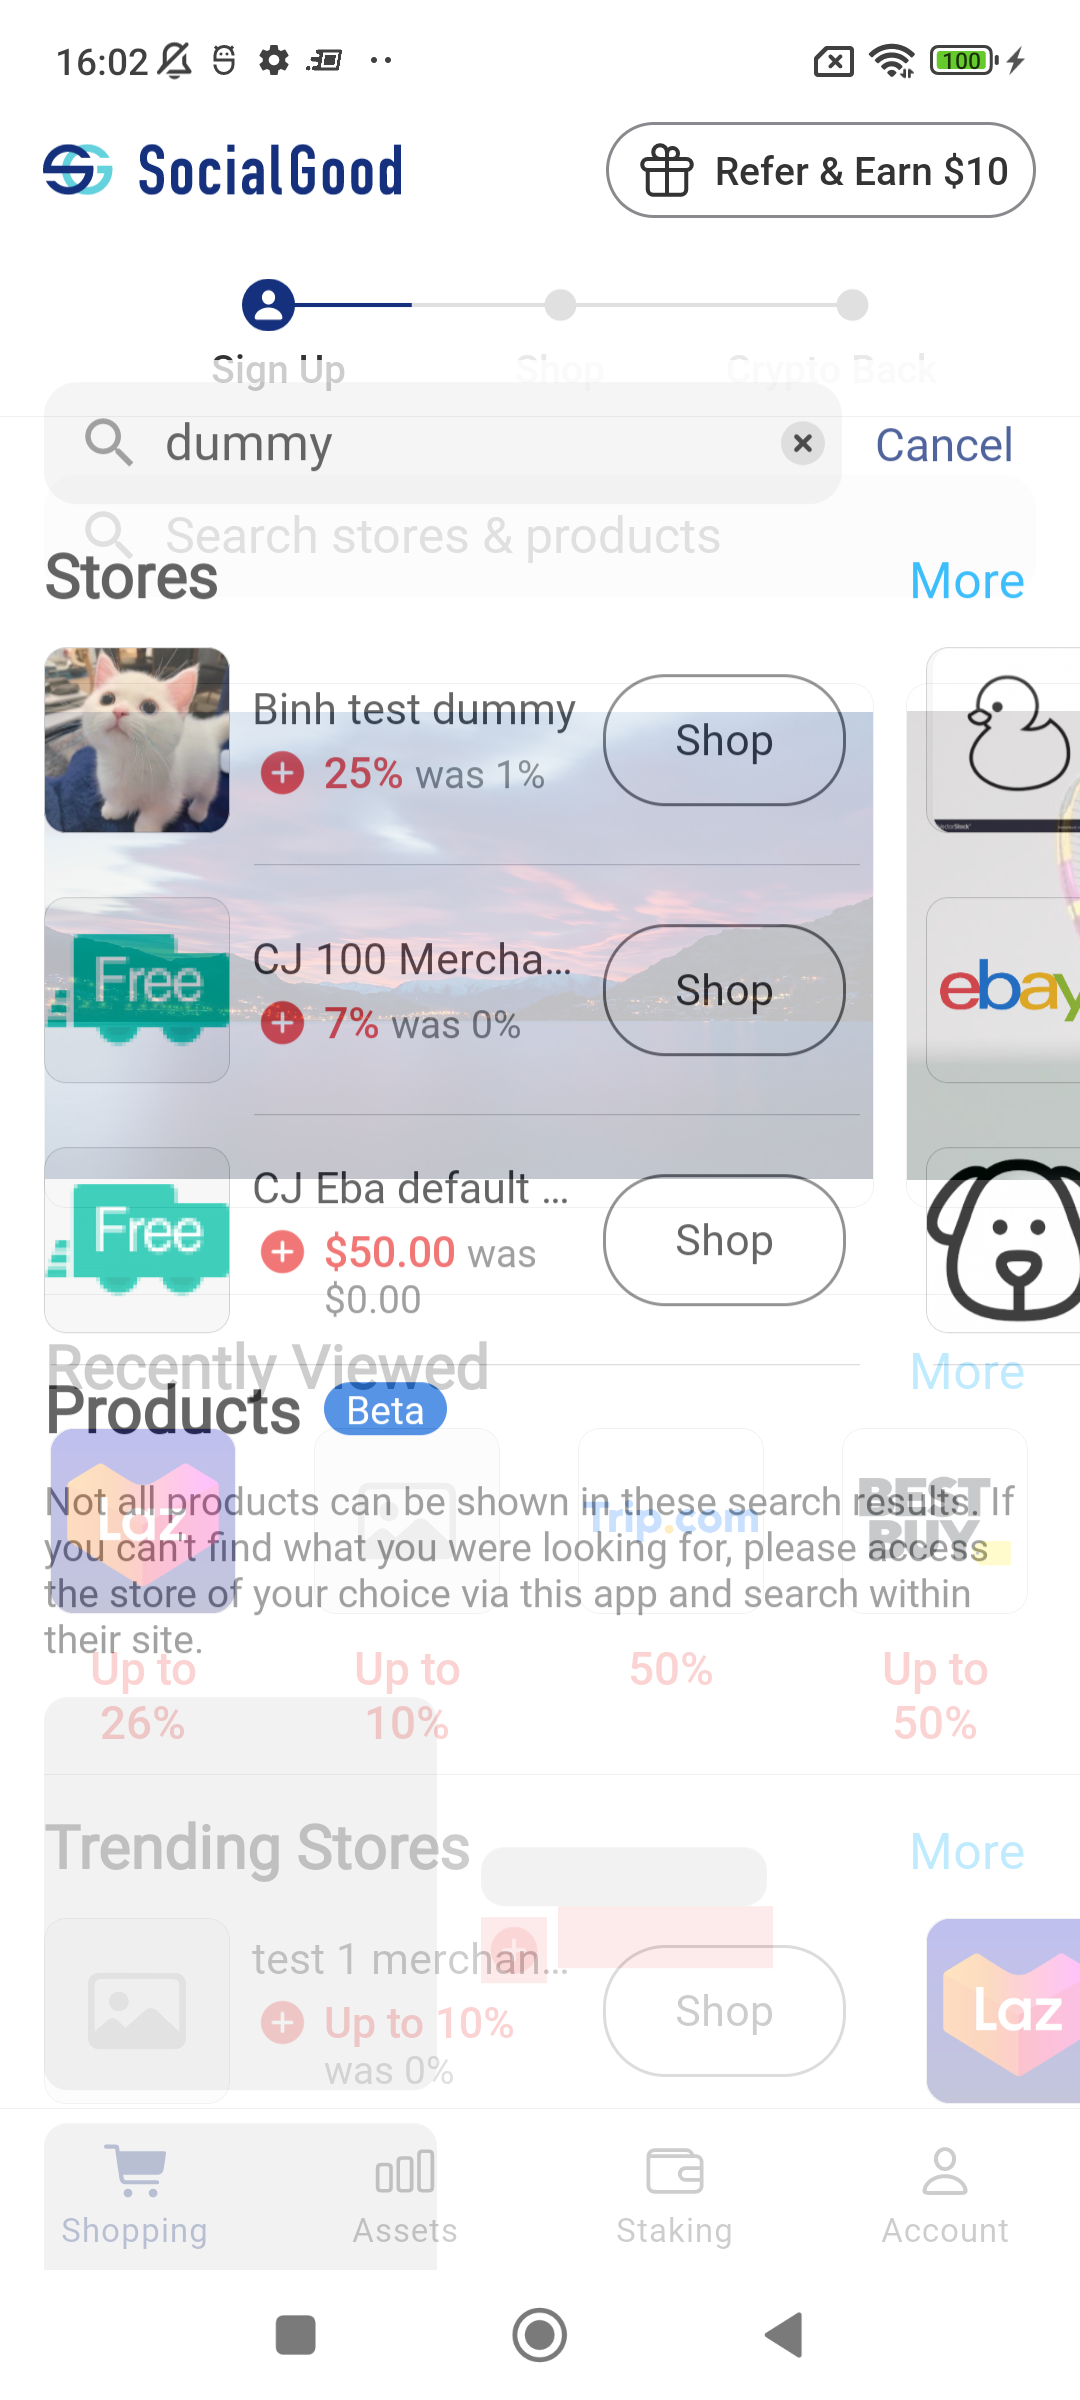 16:02
100
SocialGood
Refer & Earn $10
Sign Up
Shop
Crypto Back
dummy
Cancel
Search stores & products
Stores
More
Binh test dummy
25% was 1%
Shop
CJ 100 Mercha...
7% was 0%
Shop
Free
ebay
CJ Eba default ...
$50.00 was
$0.00
Shop
Free
Recently Viewed
More
Products
Beta
Not all products can be shown in these search results. If
you can't find what you were looking for, please access
the store of your choice via this app and search within
their site.
Laz
Trip.com
BEST
BUY
Up to
26%
Up to
10%
50%
Up to
50%
Trending Stores
More
test 1 merchan...
Up to 10%
was 0%
Shop
Laz
Shopping
Assets
Staking
Account